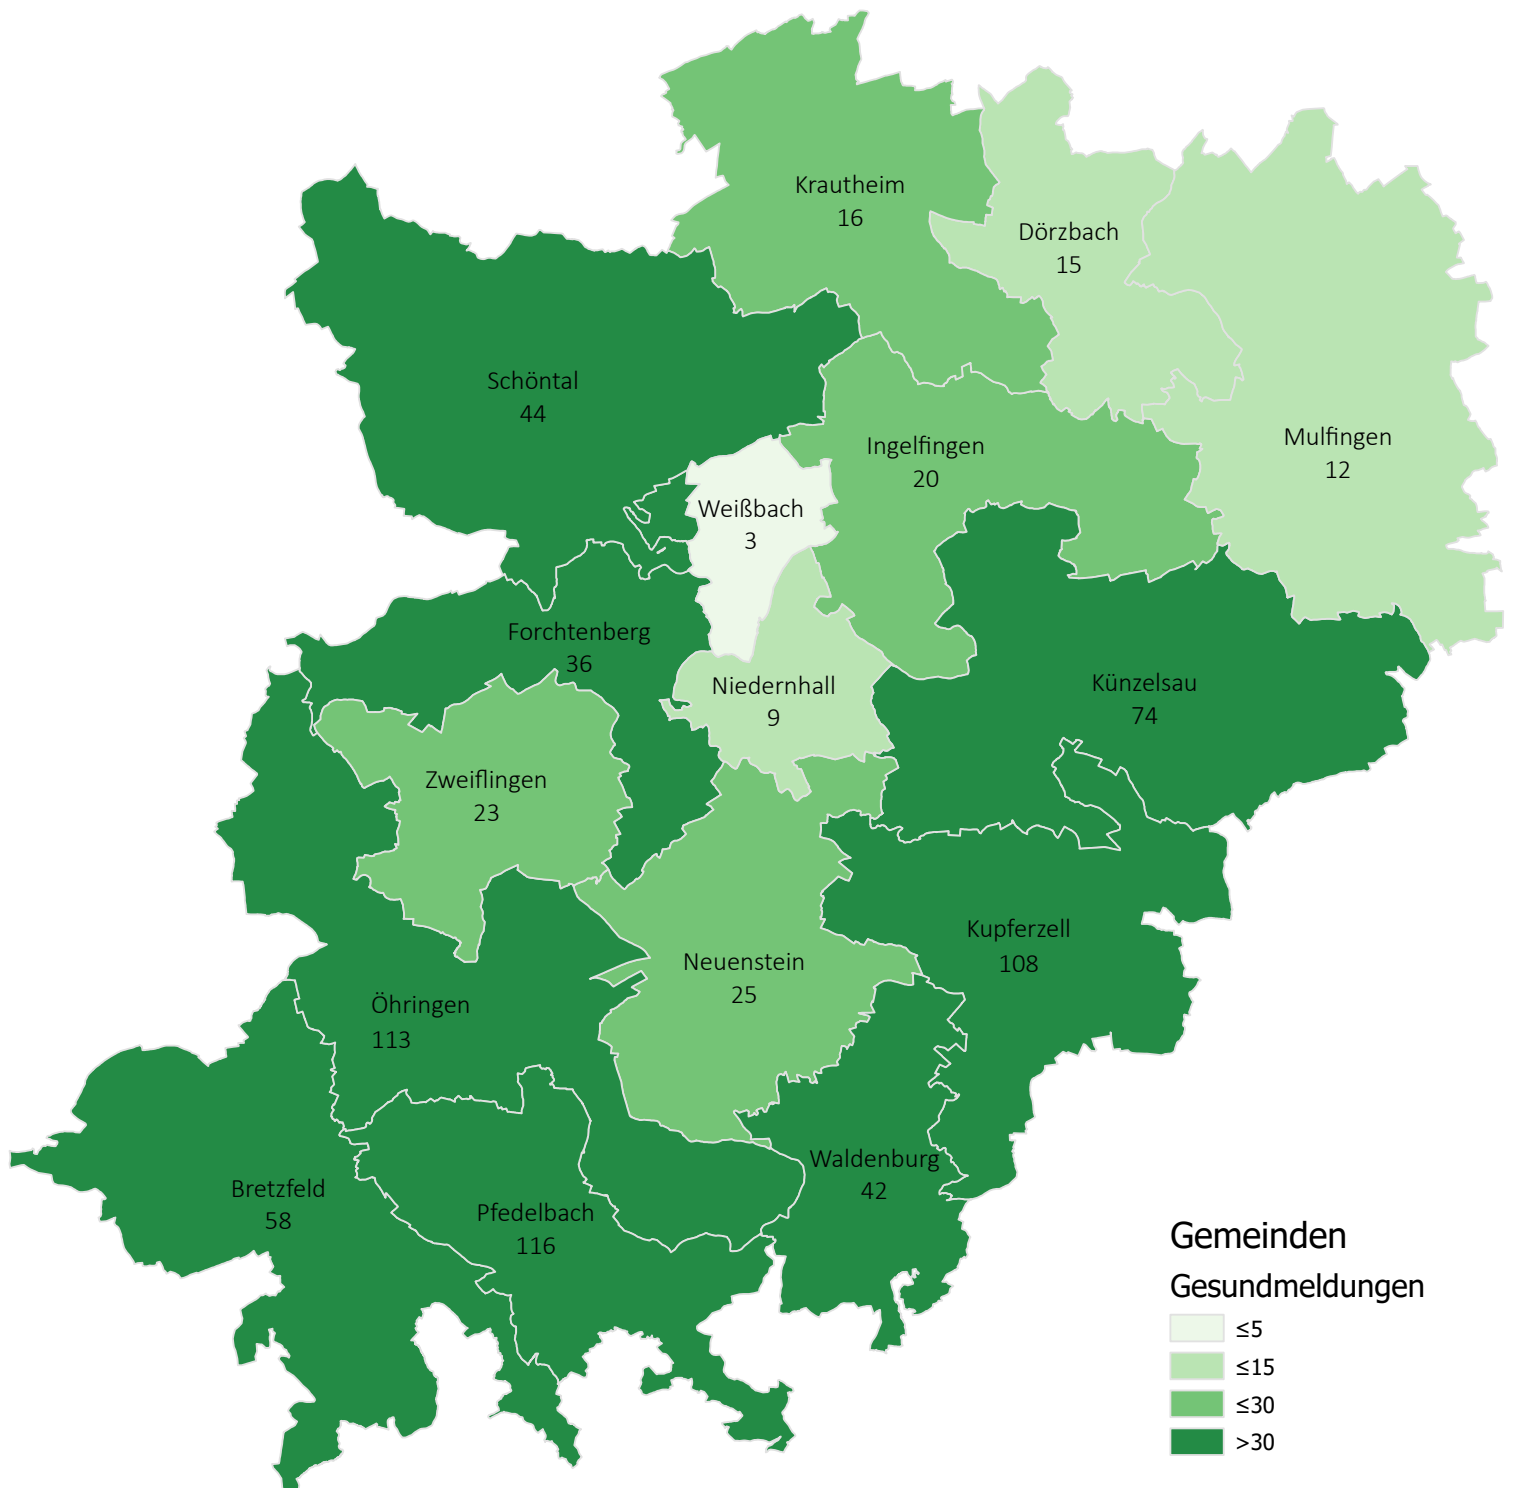 Krautheim
16
Dörzbach
15
Schöntal
44
Mulfingen
12
Ingelfingen
20
Weißbach
3
Forchtenberg
36
Niedernhall
9
Künzelsau
74
Zweiflingen
23
Kupferzell
108
Neuenstein
25
Öhringen
113
Waldenburg
42
Bretzfeld
58
Pfedelbach
116
Gemeinden
Gesundmeldungen
≤5
≤15
≤30
>30